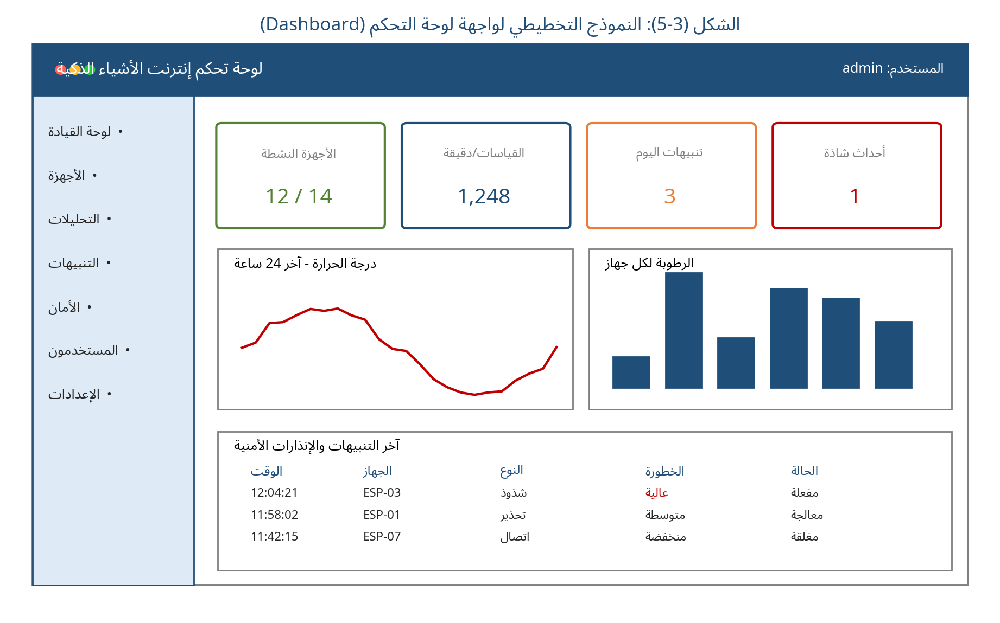 الشكل (3-5): النموذج التخطيطي لواجهة لوحة التحكم (Dashboard)
لوحة تحكم إنترنت الأشياء الذكية
المستخدم: admin
• لوحة القيادة
• الأجهزة
• التحليلات
• التنبيهات
• الأمان
• المستخدمون
• الإعدادات
الأجهزة النشطة
12 / 14
القياسات/دقيقة
1,248
تنبيهات اليوم
3
أحداث شاذة
1
درجة الحرارة - آخر 24 ساعة
الرطوبة لكل جهاز
آخر التنبيهات والإنذارات الأمنية
الوقت الجهاز النوع الخطورة الحالة
12:04:21 ESP-03 شذوذ عالية مفعلة
11:58:02 ESP-01 تحذير متوسطة معالجة
11:42:15 ESP-07 اتصال منخفضة مغلقة